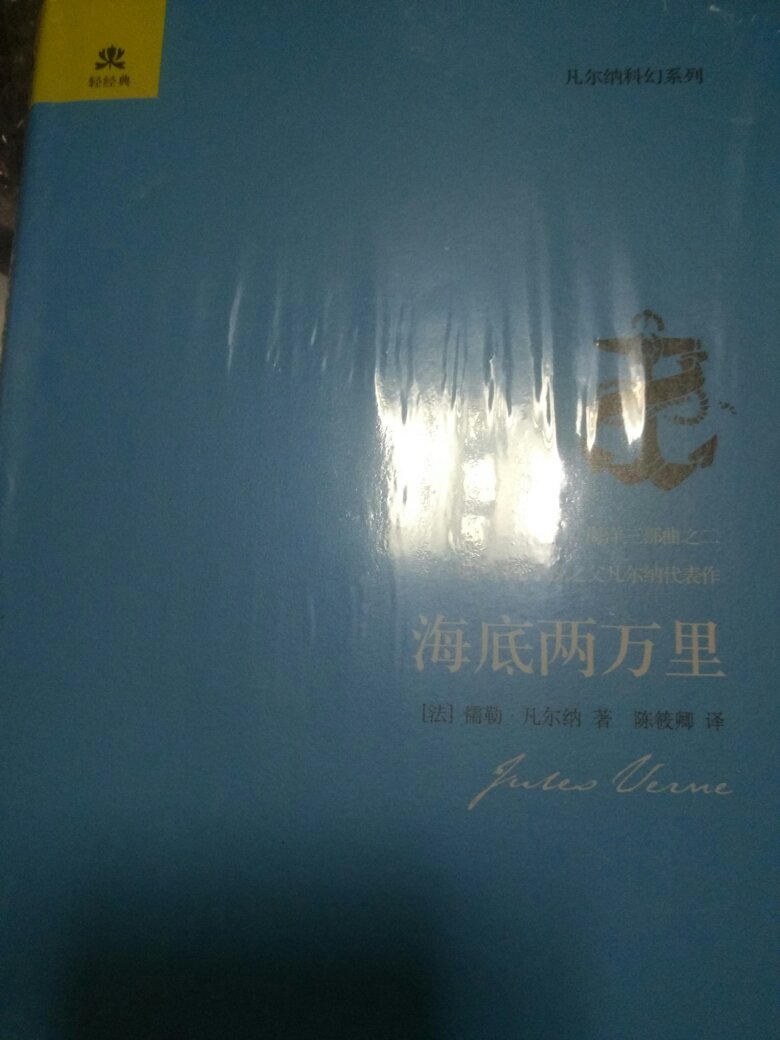 轻经典
凡尔纳科幻系列
三部曲之二
之父凡尔纳代表作
海底两万里
[法] 儒勒·凡尔纳 著 陈筱卿 译
Jules Verne